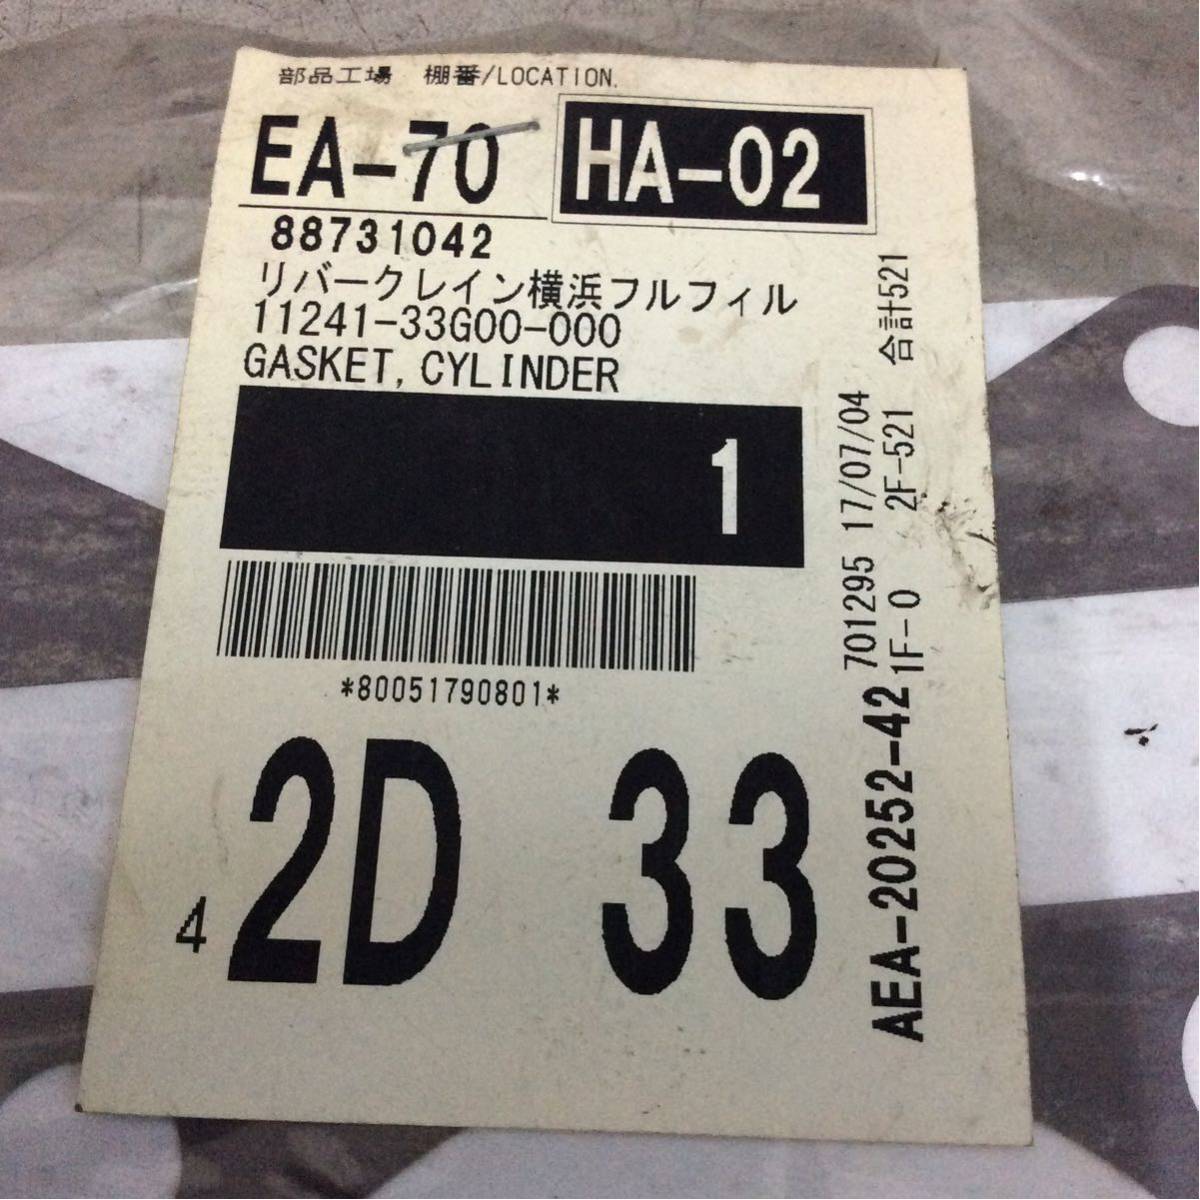 部品工場 棚番/LOCATION.
EA-70 HA-02
88731042
リバークレイン横浜フルフィル
11241-33G00-000
GASKET, CYLINDER
1
*80051790801*
4 2D 33
AEA-20252-42
701295 17/07/04
1F-0 2F-521 合計521